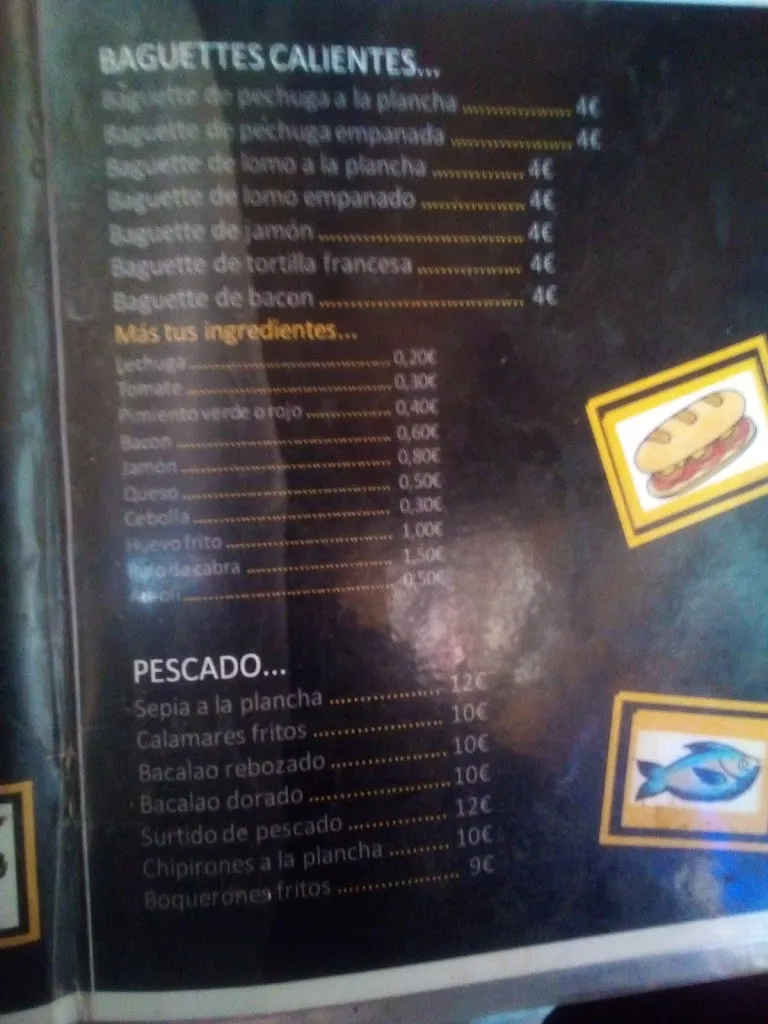 BAGUETTES CALIENTES...
Baguette de pechuga a la plancha ........................ 4€
Baguette de pechuga empanada ........................ 4€
Baguette de lomo a la plancha .................... 4€
Baguette de lomo empanado ...................... 4€
Baguette de jamón ............................................ 4€
Baguette de tortilla francesa ...................... 4€
Baguette de bacon ............................................ 4€
Más tus ingredientes...
Lechuga ................................................ 0,20€
Tomate ................................................ 0,30€
Pimiento verde o rojo .................... 0,40€
Bacon .................................................. 0,60€
Jamón .................................................. 0,80€
Queso .................................................. 0,50€
Cebolla ................................................ 0,30€
Huevo frito ........................................ 1,00€
de cabra .................................... 1,50€
.................................................. 0,50€
PESCADO...
Sepia a la plancha .................... 12€
Calamares fritos ........................ 10€
Bacalao rebozado ...................... 10€
Bacalao dorado .......................... 10€
Surtido de pescado .................. 12€
Chipirones a la plancha .......... 10€
Boquerones fritos .................... 9€